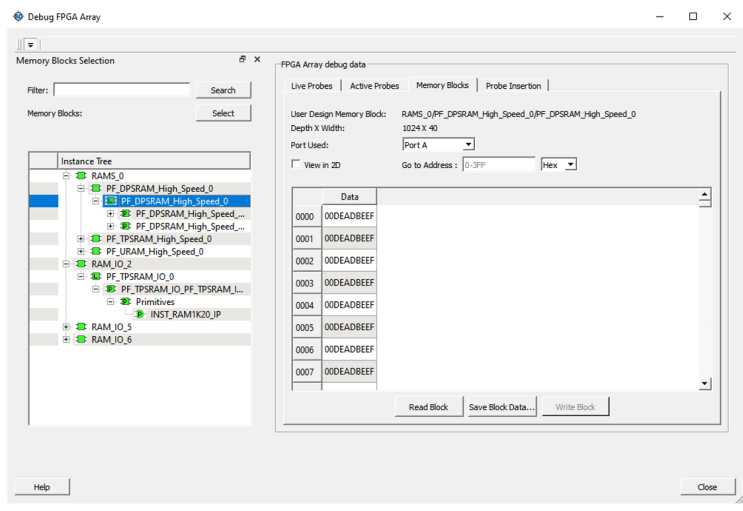 Debug FPGA Array
Memory Blocks Selection
Filter:
Search
Memory Blocks:
Select
Instance Tree
RAMS_0
PF_DPSRAM_High_Speed_0
PF_DPSRAM_High_Speed_0
PF_DPSRAM_High_Speed_...
PF_DPSRAM_High_Speed_...
PF_TPSRAM_High_Speed_0
PF_URAM_High_Speed_0
RAM_IO_2
PF_TPSRAM_IO_0
PF_TPSRAM_IO_PF_TPSRAM_I...
Primitives
INST_RAM1K20_IP
RAM_IO_5
RAM_IO_6
FPGA Array debug data
Live Probes Active Probes Memory Blocks Probe Insertion
User Design Memory Block: RAMS_0/PF_DPSRAM_High_Speed_0/PF_DPSRAM_High_Speed_0
Depth X Width: 1024 X 40
Port Used: Port A
View in 2D Go to Address : 0-3FF Hex
Data
0000 00DEADBEEF
0001 00DEADBEEF
0002 00DEADBEEF
0003 00DEADBEEF
0004 00DEADBEEF
0005 00DEADBEEF
0006 00DEADBEEF
0007 00DEADBEEF
Read Block Save Block Data... Write Block
Help Close